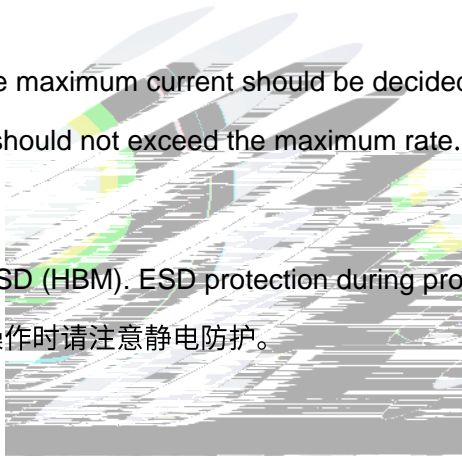 e maximum current should be decided
should not exceed the maximum rate.
SD (HBM). ESD protection during pro
操作时请注意静电防护。